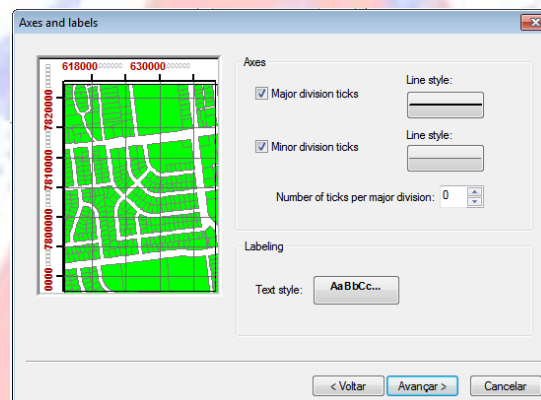 Axes and labels
618000 630000
7820000
7810000
7800000
0000
Axes
Major division ticks
Line style:
Minor division ticks
Line style:
Number of ticks per major division: 0
Labeling
Text style: AaBbCc...
< Voltar Avançar > Cancelar